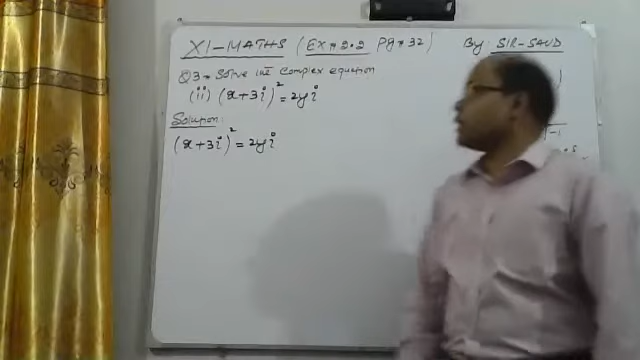 XI-MATHS (Ex # 2.2 Pg # 32) By: SIR-SAUD
Q3 → Solve the complex equation
(ii) (x+3i)² = 2yi
Solution:
(x+3i)² = 2yi